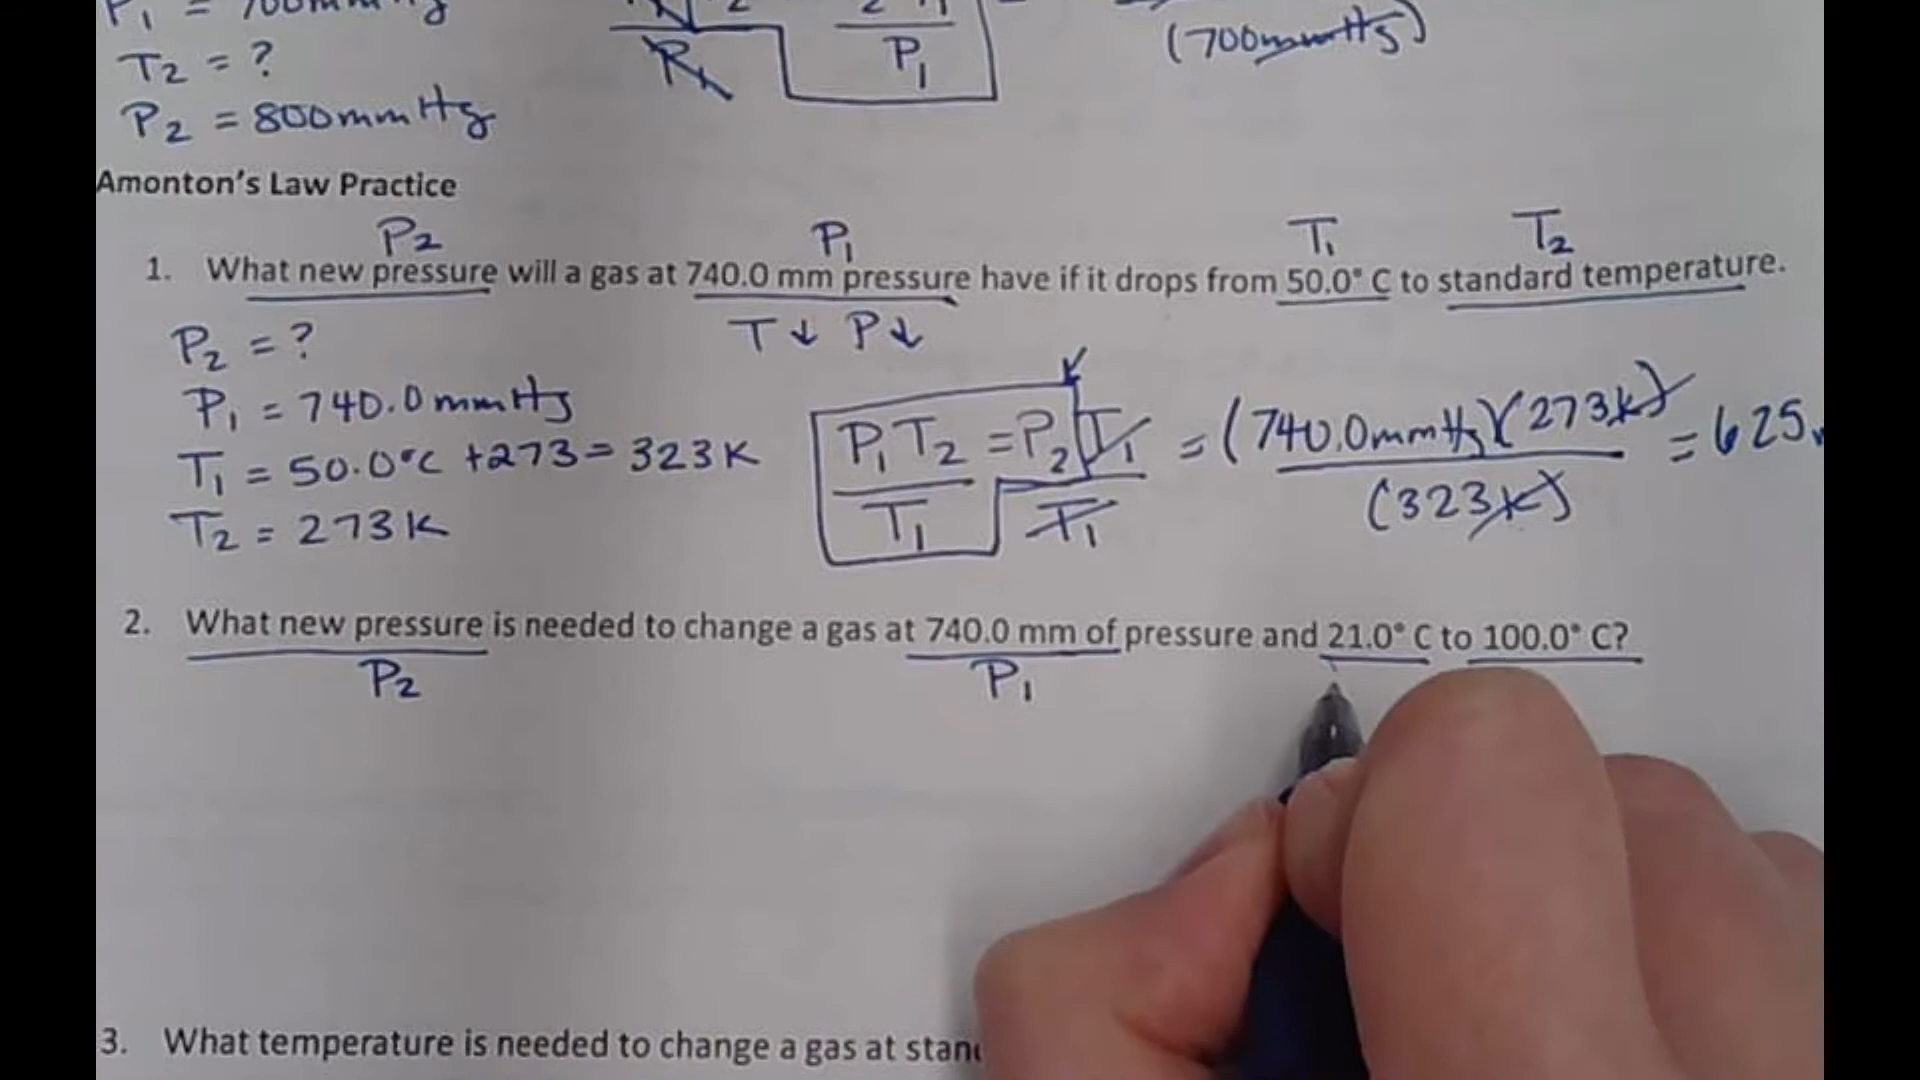 P₁ = 700mmHg
T₂ = ?
P₂ = 800mmHg
P₁
P₁
(700mmHg)
Amonton's Law Practice
P₂ P₁ T₁ T₂
1. What new pressure will a gas at 740.0 mm pressure have if it drops from 50.0° C to standard temperature.
P₂ = ?
T↓ P↓
P₁ = 740.0mmHg
T₁ = 50.0°C +273 = 323K
T₂ = 273K
P₁T₂ = P₂T₁ = (740.0mmHg)(273K) = 625
T₁ T₁ (323K)
2. What new pressure is needed to change a gas at 740.0 mm of pressure and 21.0° C to 100.0° C?
P₂ P₁
3. What temperature is needed to change a gas at